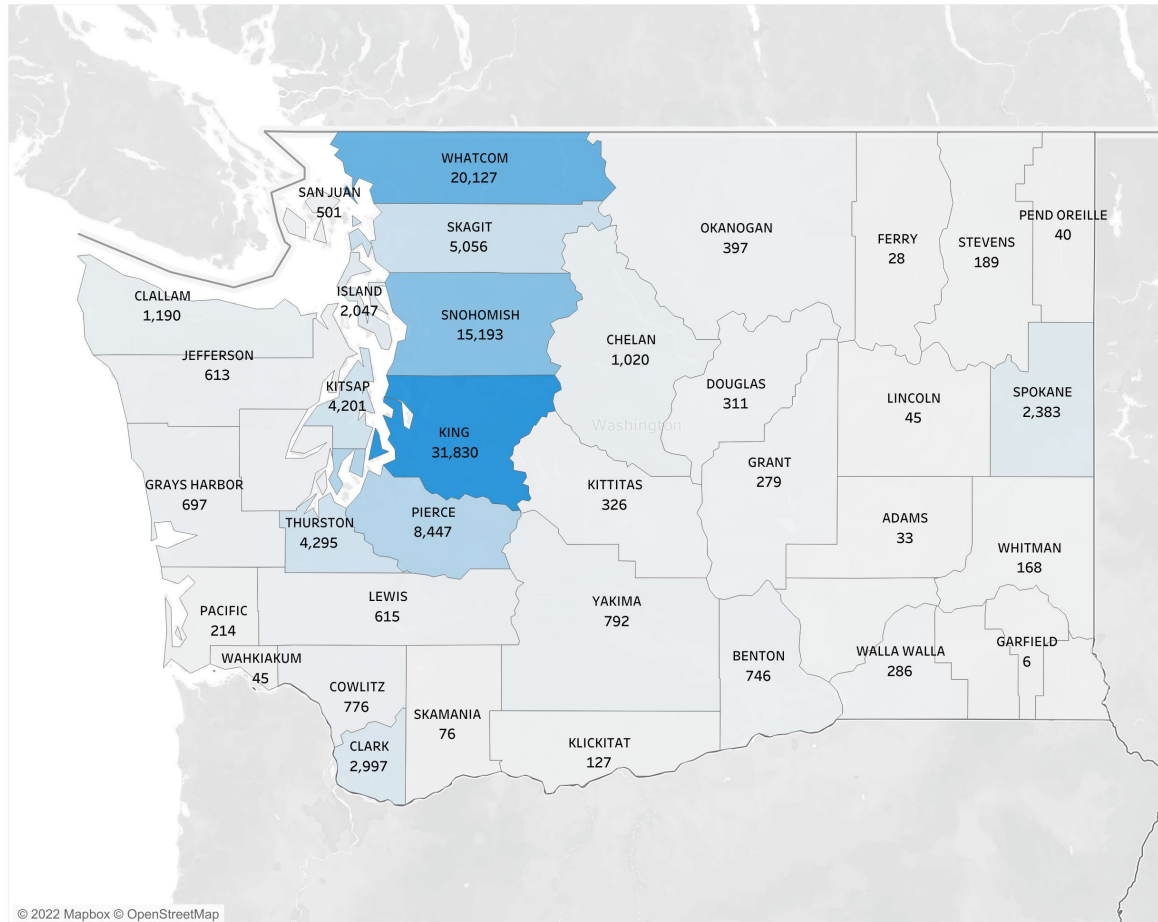 WHATCOM
20,127
SAN JUAN
501
SKAGIT
5,056
OKANOGAN
397
FERRY
28
STEVENS
189
PEND OREILLE
40
CLALLAM
1,190
ISLAND
2,047
SNOHOMISH
15,193
CHELAN
1,020
JEFFERSON
613
KITSAP
4,201
DOUGLAS
311
LINCOLN
45
SPOKANE
2,383
KING
31,830
Washington
GRAYS HARBOR
697
KITTITAS
326
GRANT
279
THURSTON
4,295
PIERCE
8,447
ADAMS
33
WHITMAN
168
PACIFIC
214
LEWIS
615
YAKIMA
792
WAHKIAKUM
45
COWLITZ
776
BENTON
746
WALLA WALLA
286
GARFIELD
6
SKAMANIA
76
CLARK
2,997
KLICKITAT
127
© 2022 Mapbox © OpenStreetMap